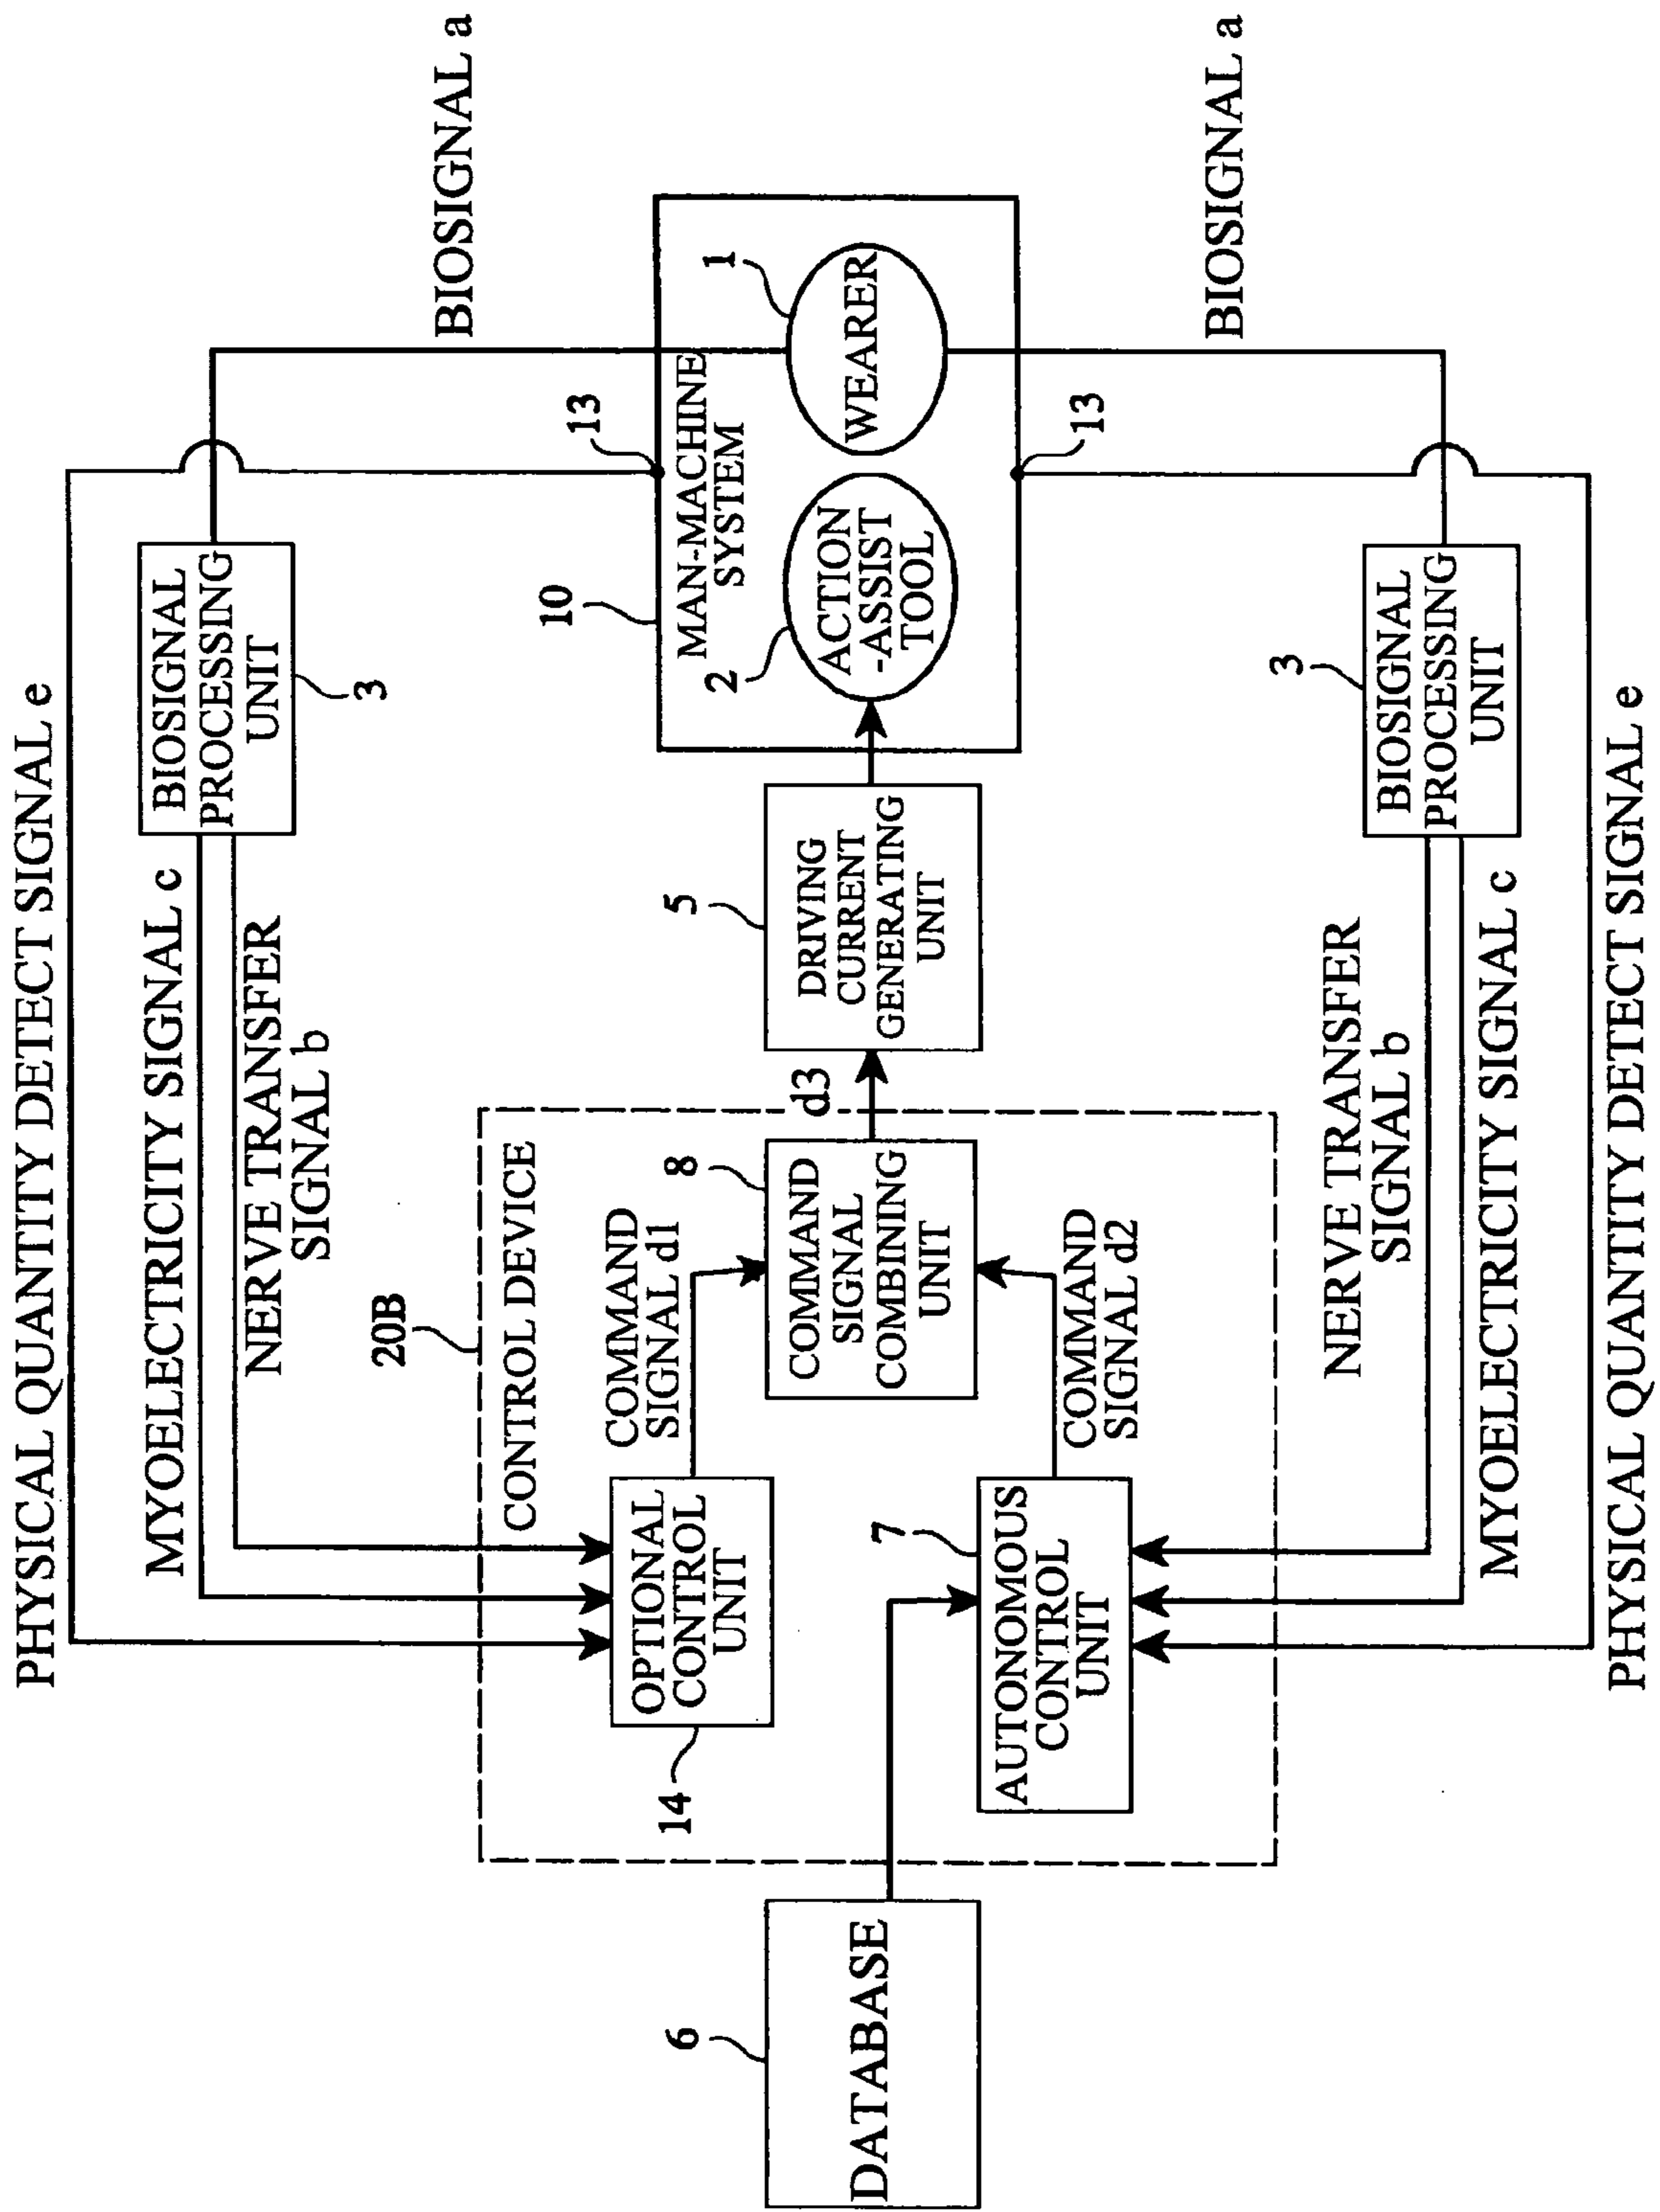 PHYSICAL QUANTITY DETECT SIGNAL e
MYOELECTRICITY SIGNAL c
NERVE TRANSFER
SIGNAL b
BIOSIGNAL
PROCESSING
UNIT
3
BIOSIGNAL a
20B
CONTROL DEVICE
14
OPTIONAL
CONTROL
UNIT
COMMAND
SIGNAL d1
8
COMMAND
SIGNAL
COMBINING
UNIT
d3
5
DRIVING
CURRENT
GENERATING
UNIT
10
13
MAN-MACHINE
SYSTEM
2
ACTION
-ASSIST
TOOL
1
WEARER
6
DATABASE
7
AUTONOMOUS
CONTROL
UNIT
COMMAND
SIGNAL d2
13
BIOSIGNAL a
3
BIOSIGNAL
PROCESSING
UNIT
NERVE TRANSFER
SIGNAL b
MYOELECTRICITY SIGNAL c
PHYSICAL QUANTITY DETECT SIGNAL e